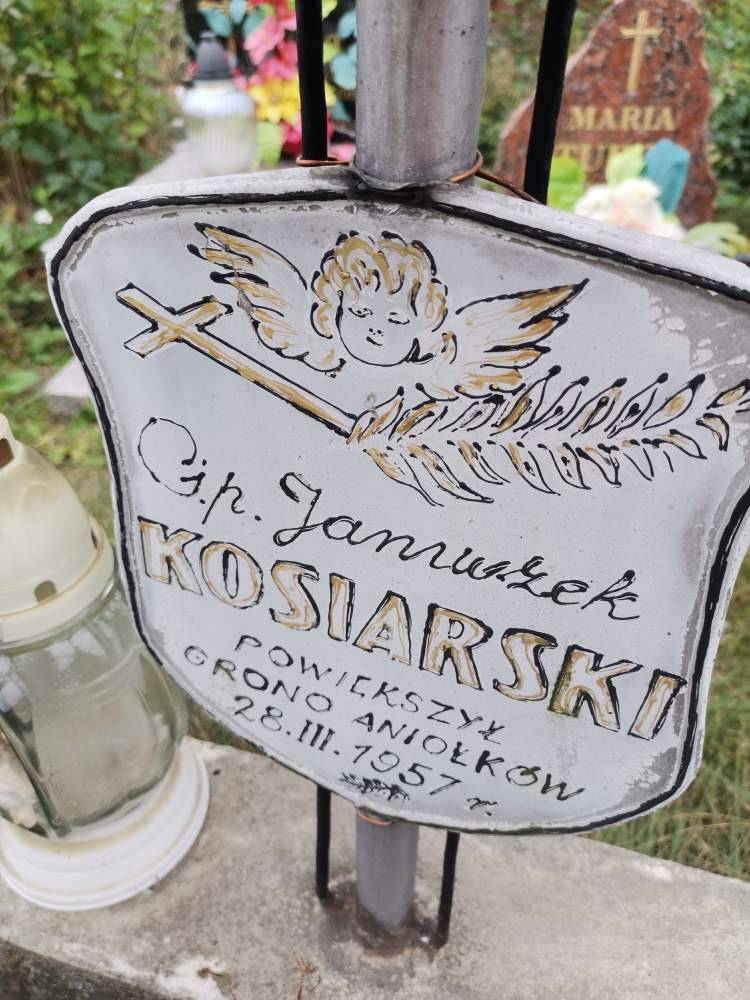 MARIA
Ś.p. Januszek
KOSIARSKI
POWIĘKSZYŁ
GRONO ANIOŁKÓW
28.III.1957 r.